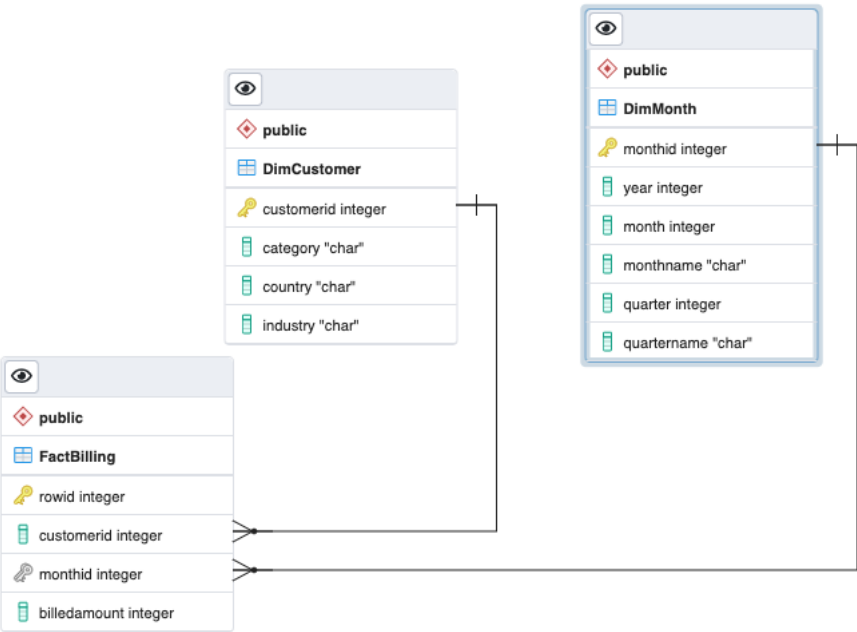 public
DimCustomer
customerid integer
category "char"
country "char"
industry "char"
public
DimMonth
monthid integer
year integer
month integer
monthname "char"
quarter integer
quartername "char"
public
FactBilling
rowid integer
customerid integer
monthid integer
billedamount integer